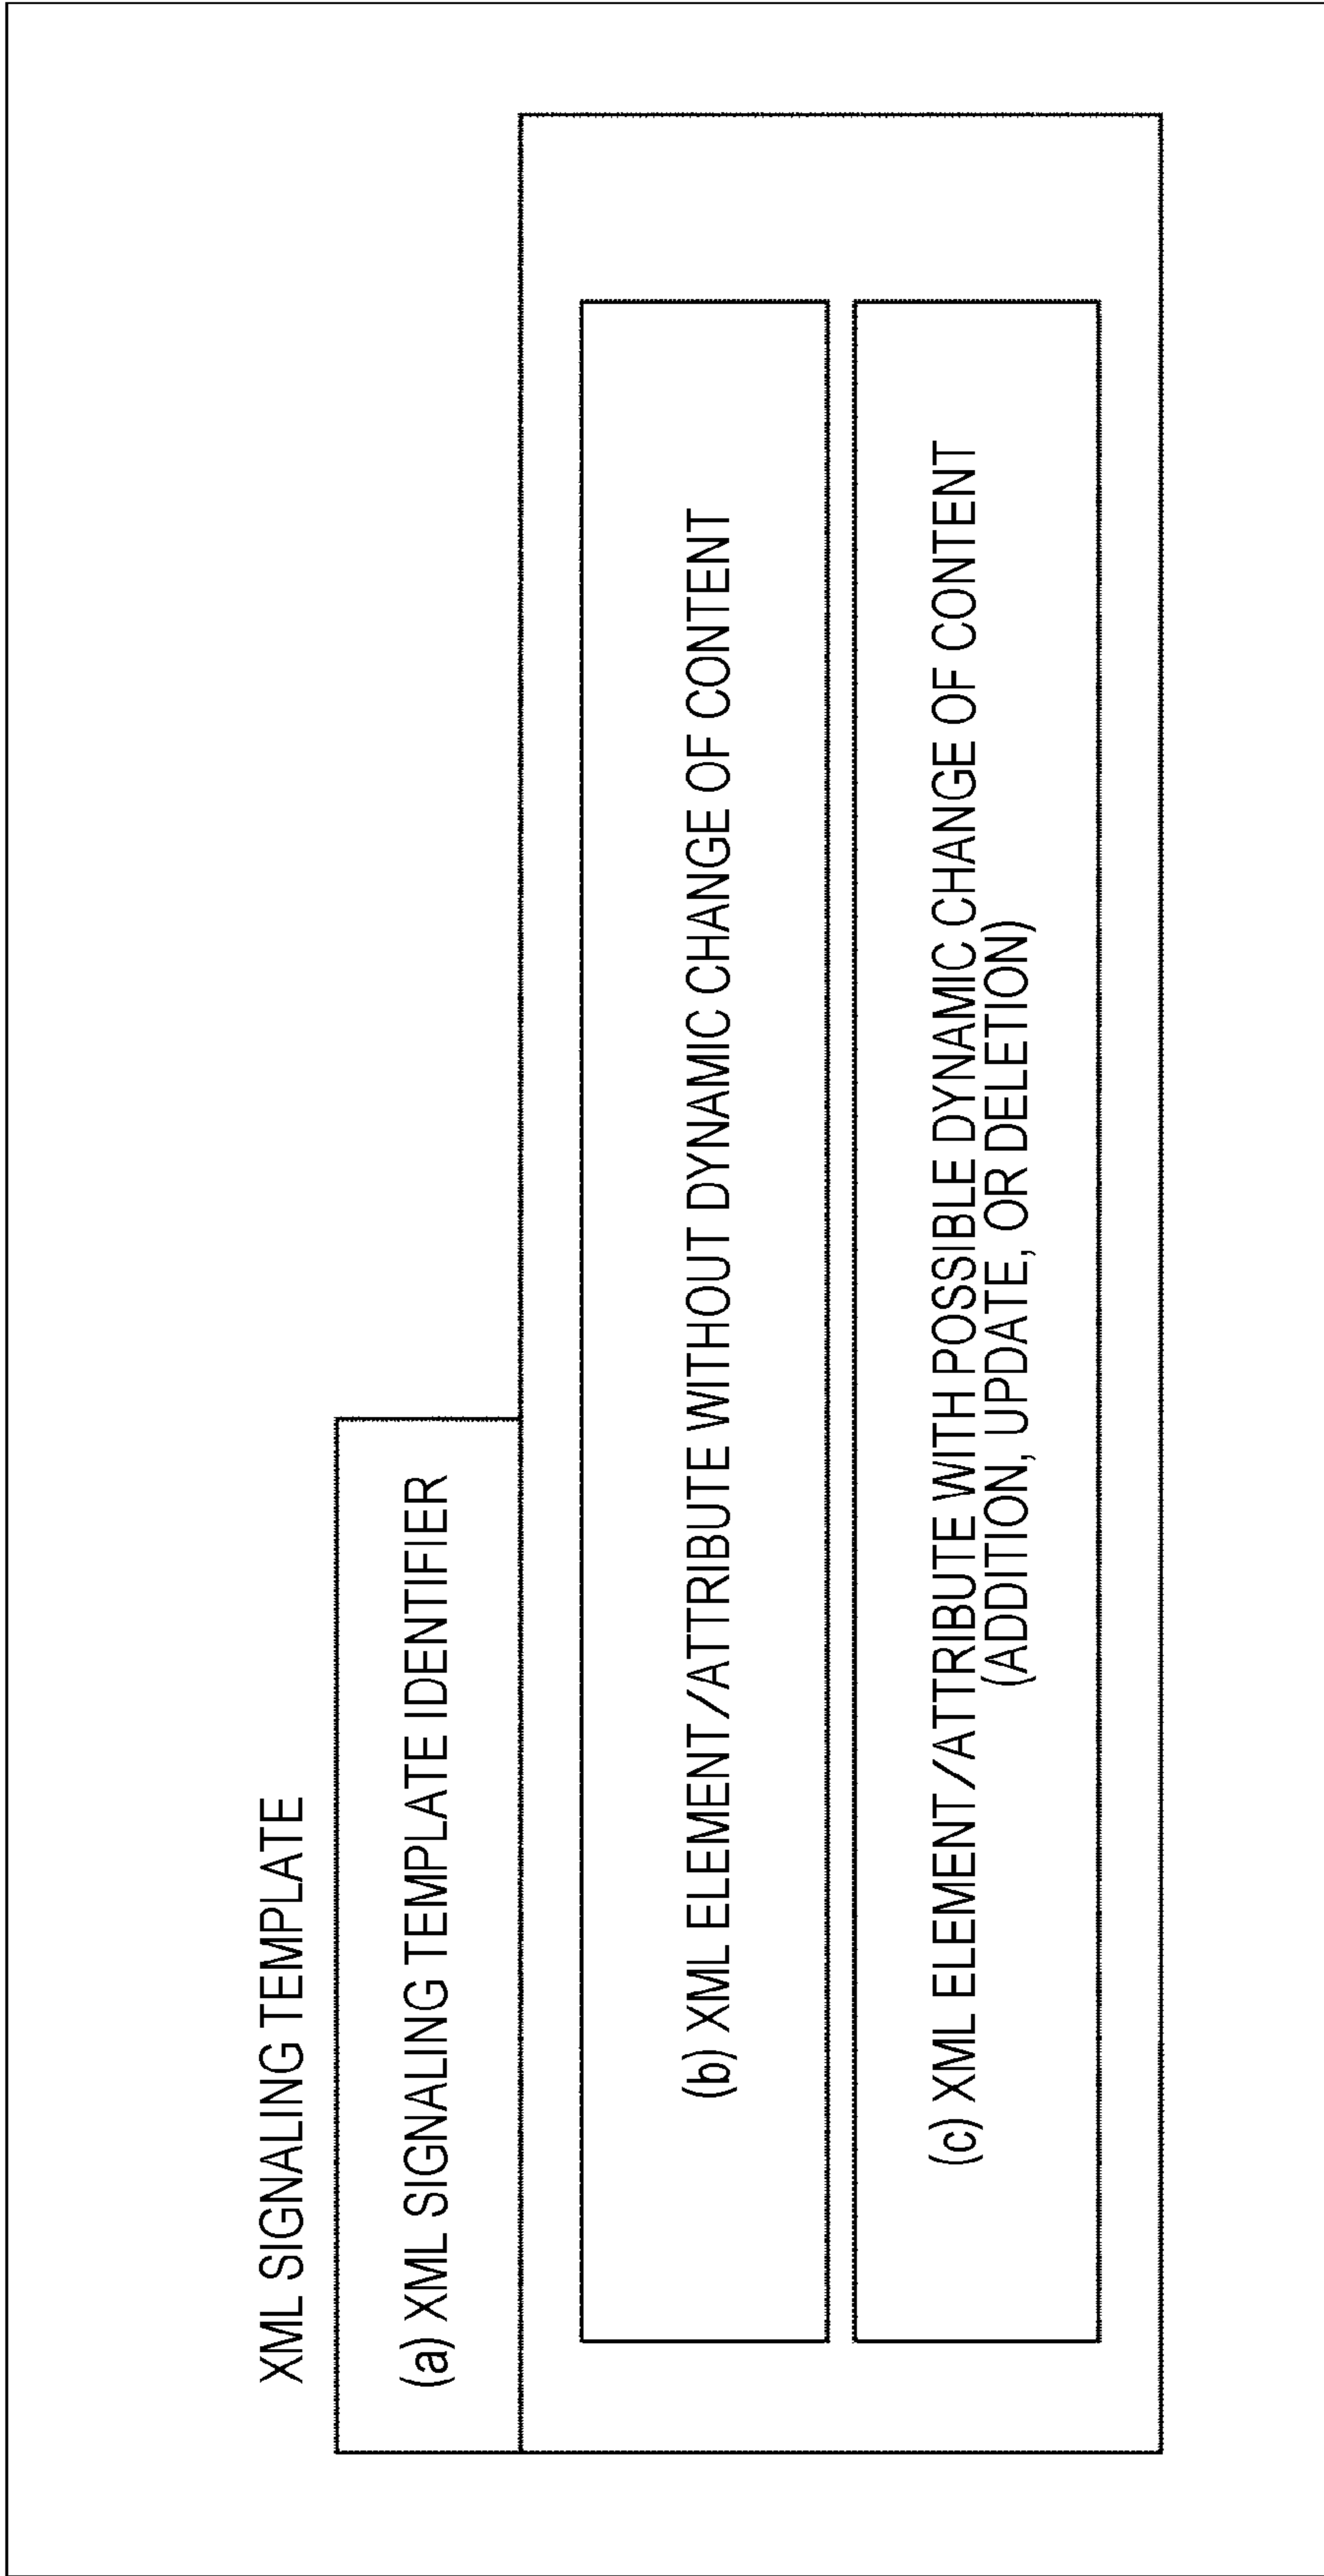 XML SIGNALING TEMPLATE
(a) XML SIGNALING TEMPLATE IDENTIFIER
(b) XML ELEMENT/ATTRIBUTE WITHOUT DYNAMIC CHANGE OF CONTENT
(c) XML ELEMENT/ATTRIBUTE WITH POSSIBLE DYNAMIC CHANGE OF CONTENT
(ADDITION, UPDATE, OR DELETION)